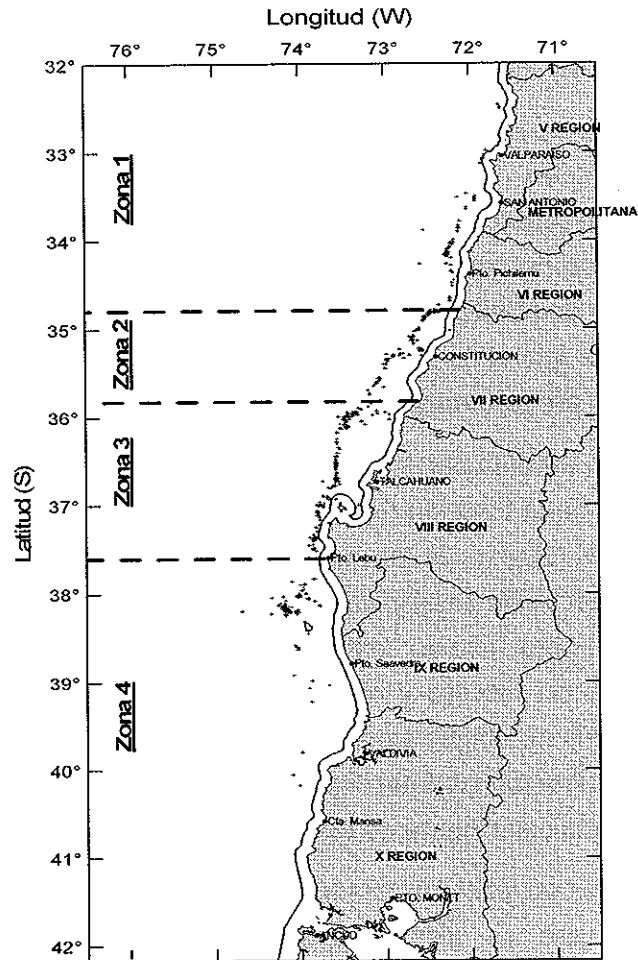 Longitud (W)
76° 75° 74° 73° 72° 71°
32°
V REGION
33°
VALPARAISO
Zona 1
SAN ANTONIO
METROPOLITANA
34°
Pto. Pichilemu
VI REGION
35°
Zona 2
CONSTITUCION
VII REGION
36°
Zona 3
TALCAHUANO
37°
Latitud (S)
VIII REGION
Pto. Lebu
38°
Pto. Saavedra
IX REGION
39°
Zona 4
VALDIVIA
40°
Cta. Mansa
X REGION
41°
PTO. MONTT
ANCUD
42°